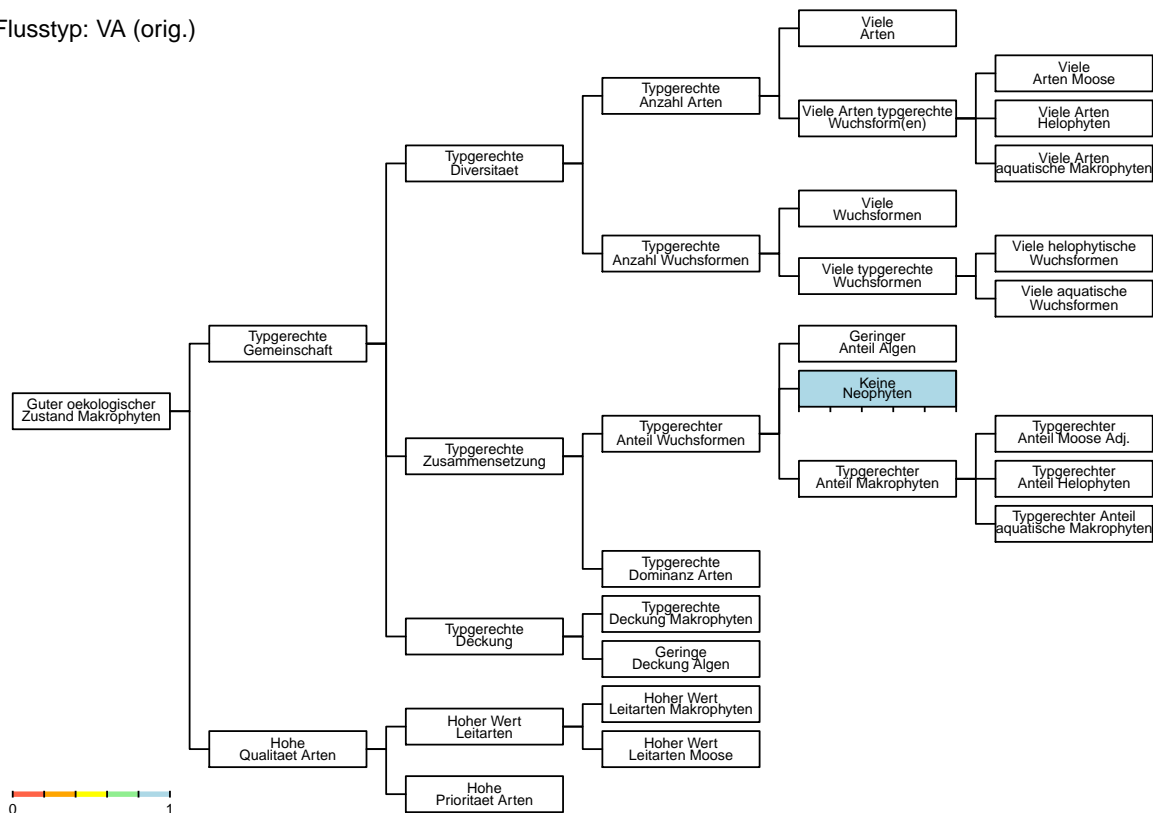 Flusstyp: VA (orig.)
Viele
Arten
Viele
Arten Moose
Typgerechte
Anzahl Arten
Viele Arten typgerechte
Wuchsform(en)
Viele Arten
Helophyten
Viele Arten
aquatische Makrophyten
Typgerechte
Diversitaet
Viele
Wuchsformen
Typgerechte
Anzahl Wuchsformen
Viele helophytische
Wuchsformen
Viele typgerechte
Wuchsformen
Viele aquatische
Wuchsformen
Typgerechte
Gemeinschaft
Geringer
Anteil Algen
Keine
Neophyten
Guter oekologischer
Zustand Makrophyten
Typgerechter
Anteil Wuchsformen
Typgerechter
Anteil Moose Adj.
Typgerechte
Zusammensetzung
Typgerechter
Anteil Makrophyten
Typgerechter
Anteil Helophyten
Typgerechter Anteil
aquatische Makrophyten
Typgerechte
Dominanz Arten
Typgerechte
Deckung Makrophyten
Typgerechte
Deckung
Geringe
Deckung Algen
Hoher Wert
Leitarten Makrophyten
Hoher Wert
Leitarten
Hohe
Qualitaet Arten
Hoher Wert
Leitarten Moose
Hohe
Prioritaet Arten
0 1